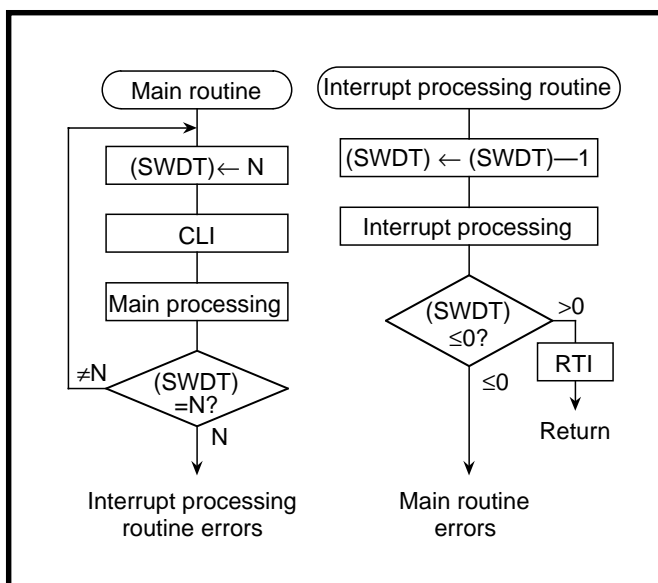 Main routine
(SWDT)← N
CLI
Main processing
≠N
(SWDT)
=N?
N
Interrupt processing
routine errors
Interrupt processing routine
(SWDT) ← (SWDT)—1
Interrupt processing
(SWDT)
≤0?
>0
RTI
Return
≤0
Main routine
errors